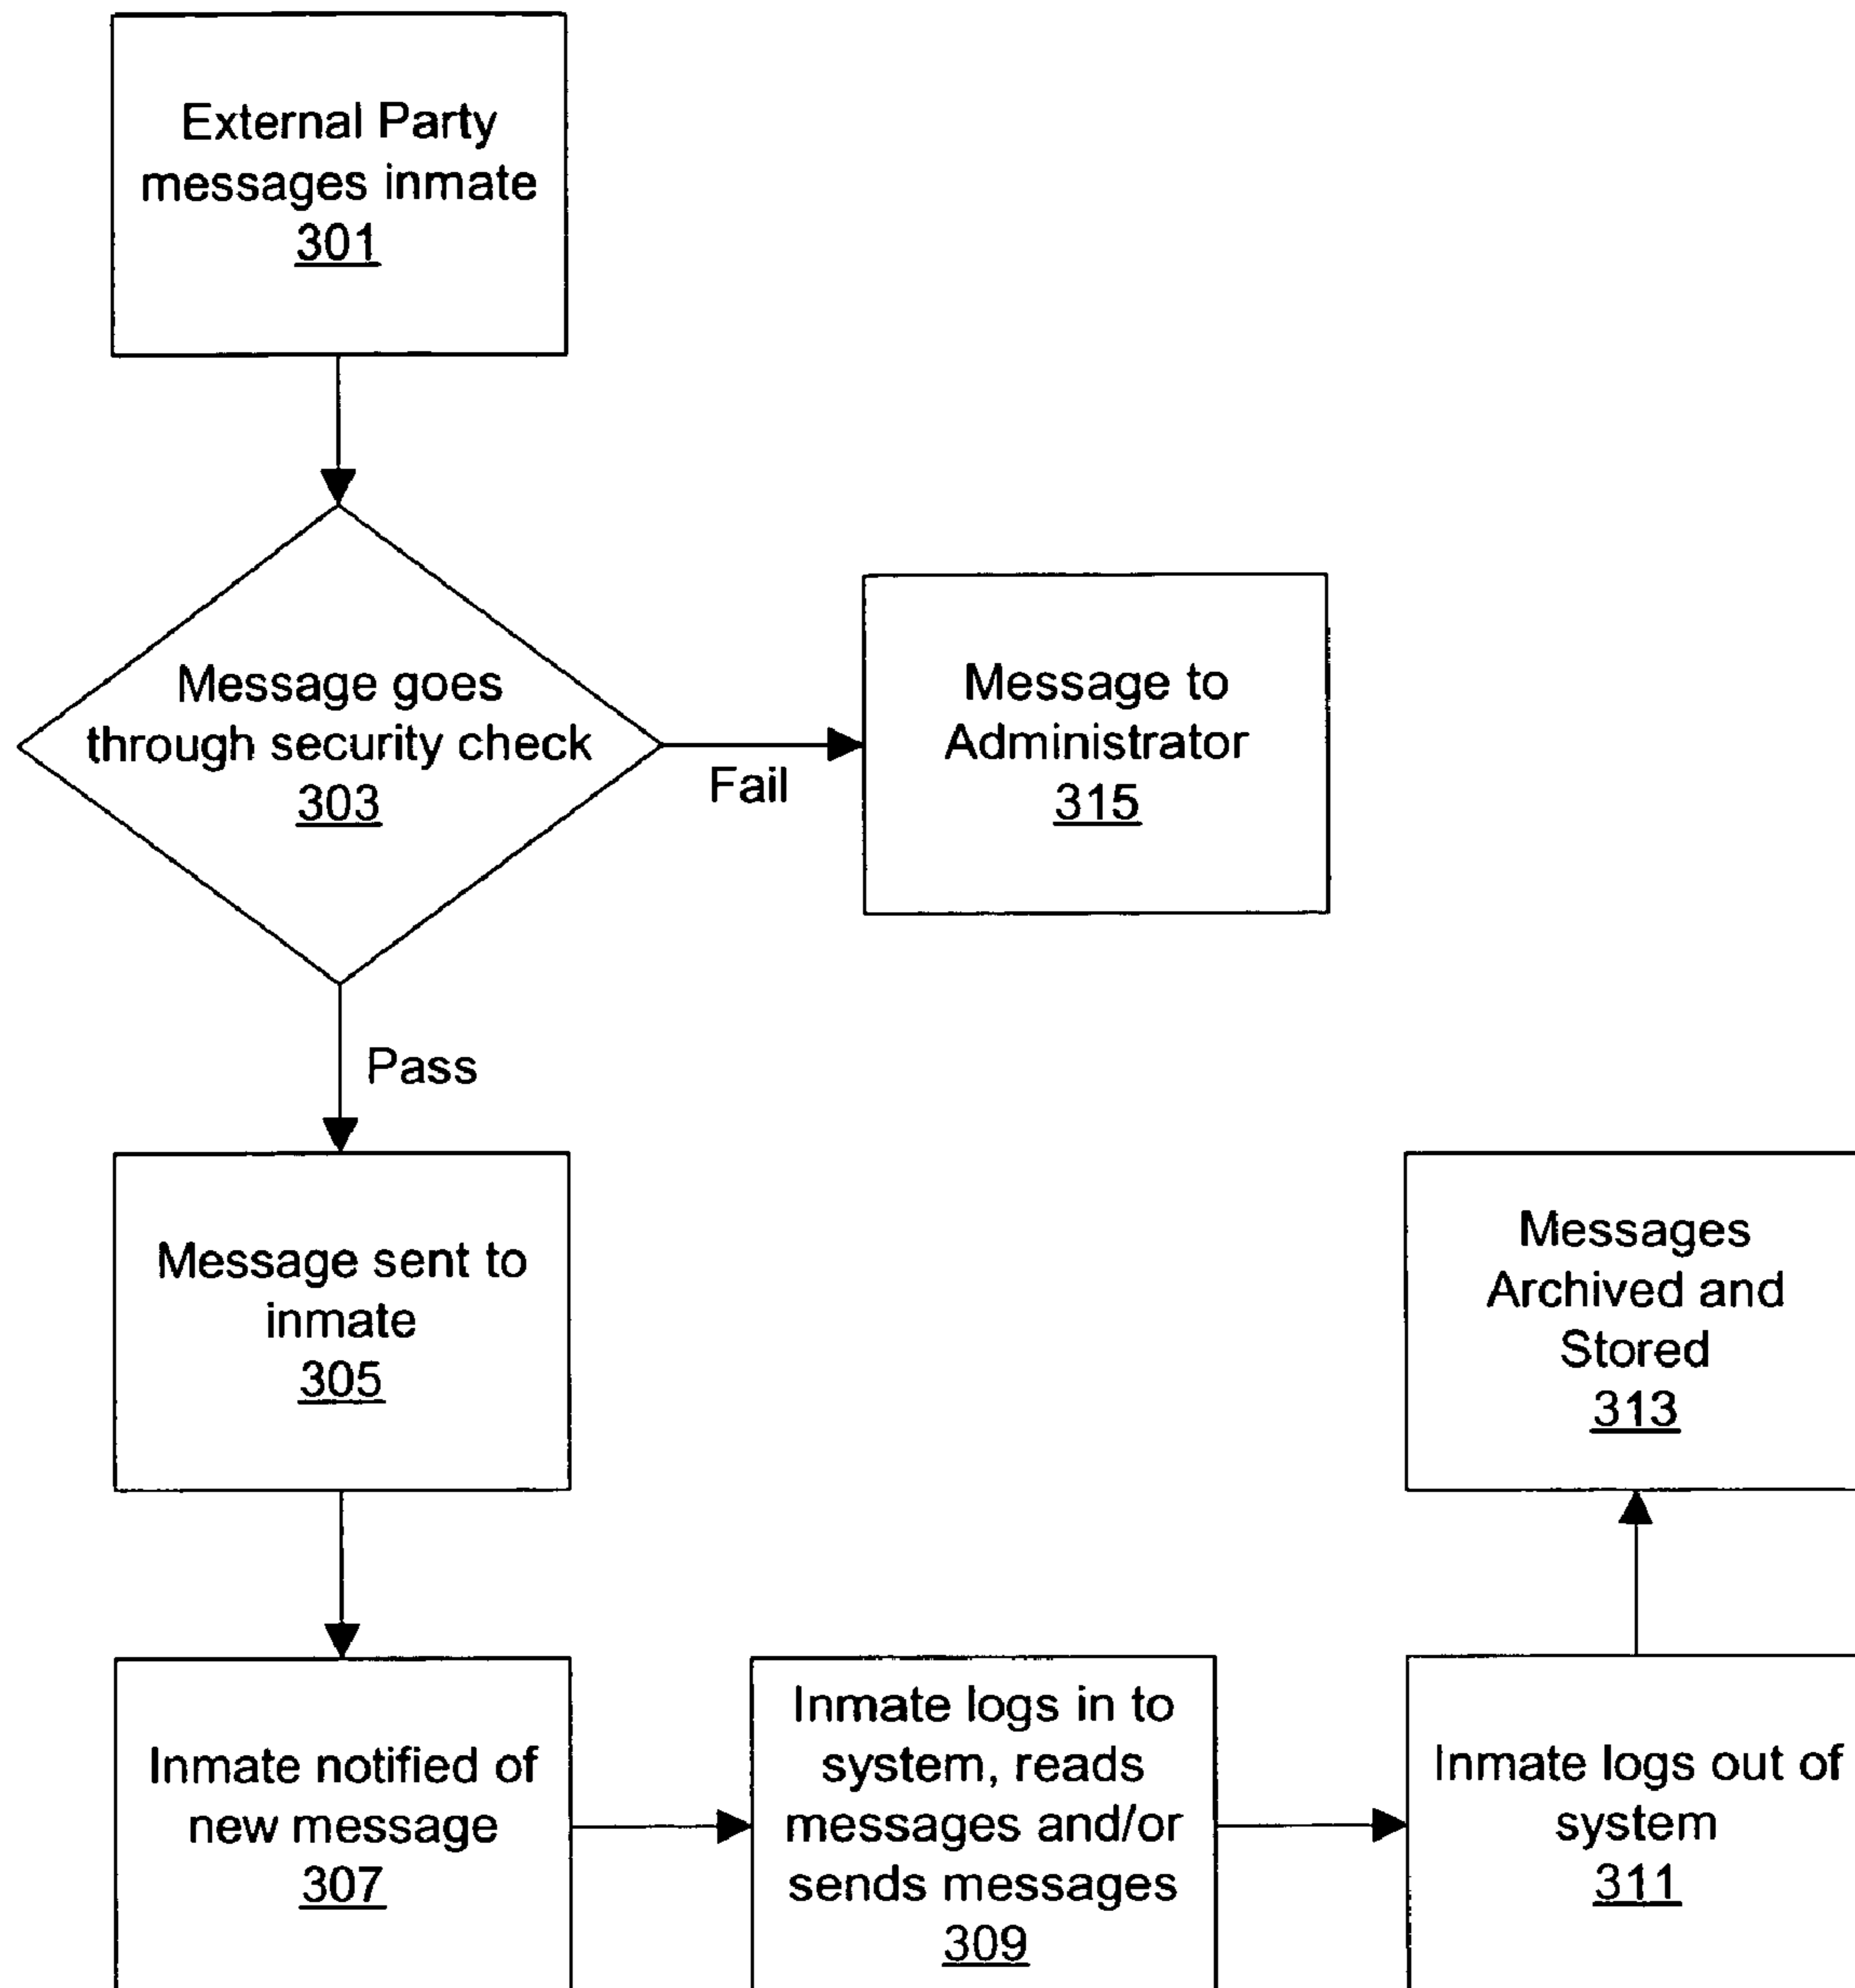 External Party
messages inmate
301
Message goes
through security check
303
Fail
Message to
Administrator
315
Pass
Message sent to
inmate
305
Messages
Archived and
Stored
313
Inmate notified of
new message
307
Inmate logs in to
system, reads
messages and/or
sends messages
309
Inmate logs out of
system
311